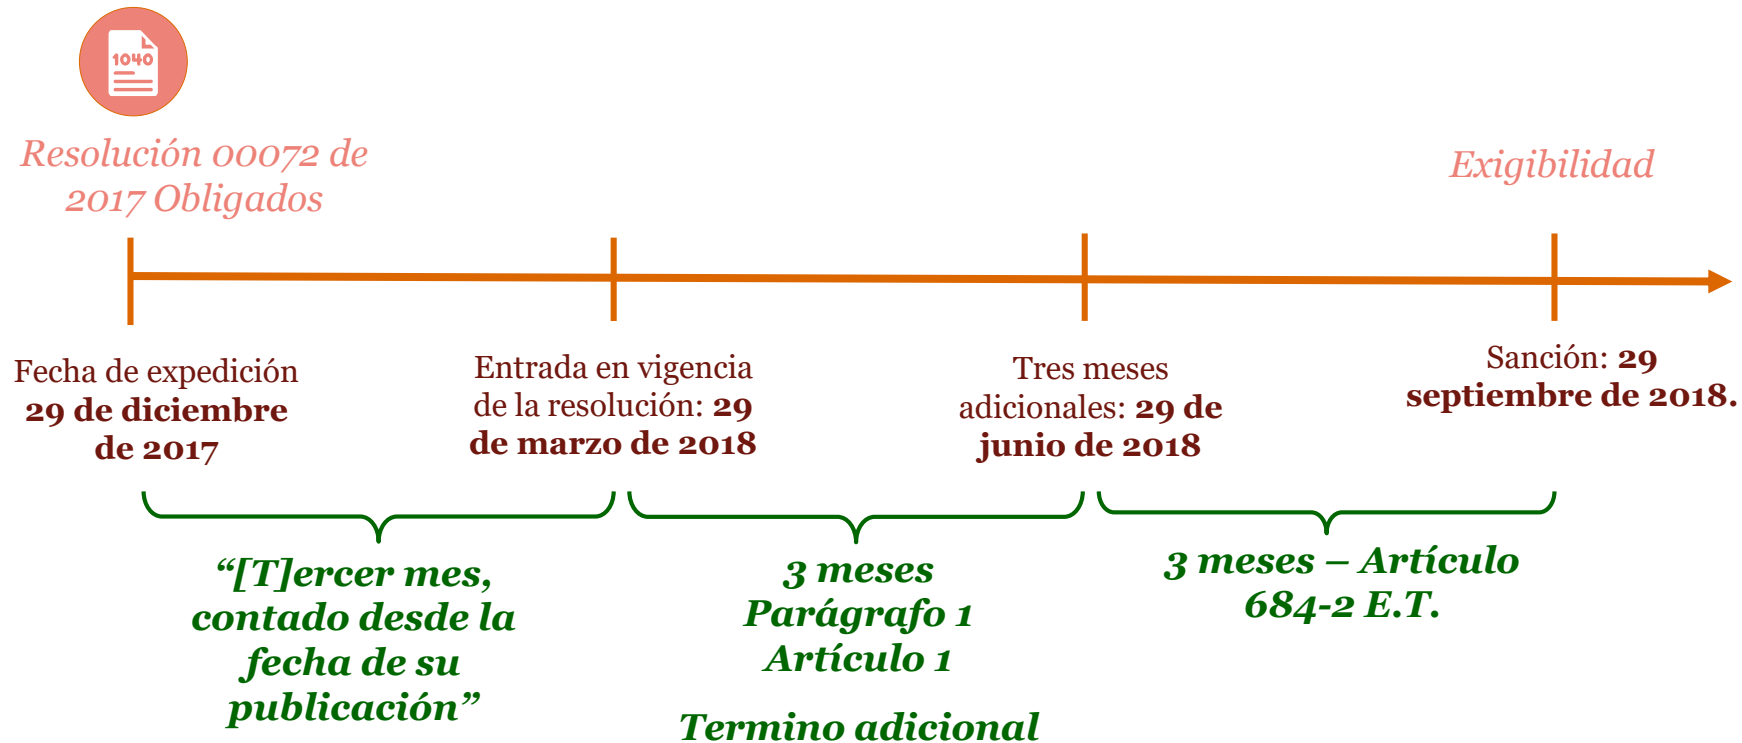 1040
Resolución 00072 de
2017 Obligados
Exigibilidad
Fecha de expedición
29 de diciembre
de 2017
Entrada en vigencia
de la resolución: 29
de marzo de 2018
Tres meses
adicionales: 29 de
junio de 2018
Sanción: 29
septiembre de 2018.
“[T]ercer mes,
contado desde la
fecha de su
publicación”
3 meses
Parágrafo 1
Artículo 1
Termino adicional
3 meses – Artículo
684-2 E.T.